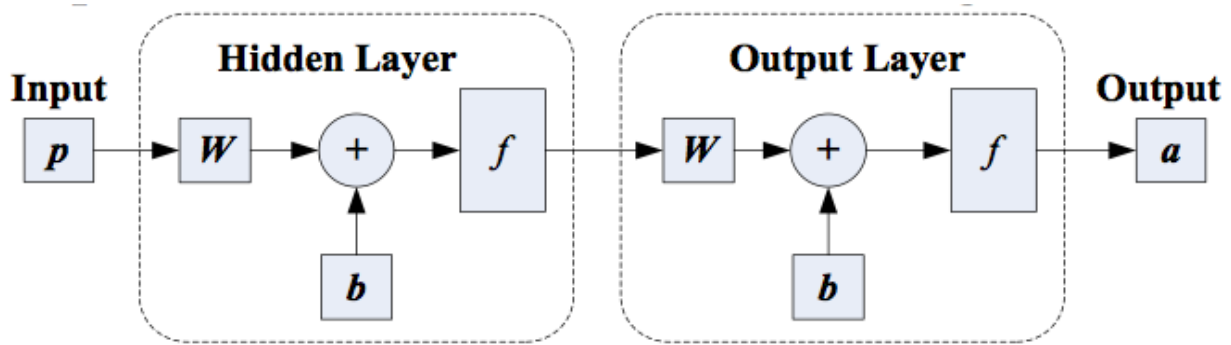 Hidden Layer
Output Layer
Input
Output
p
W
+
f
W
+
f
a
b
b